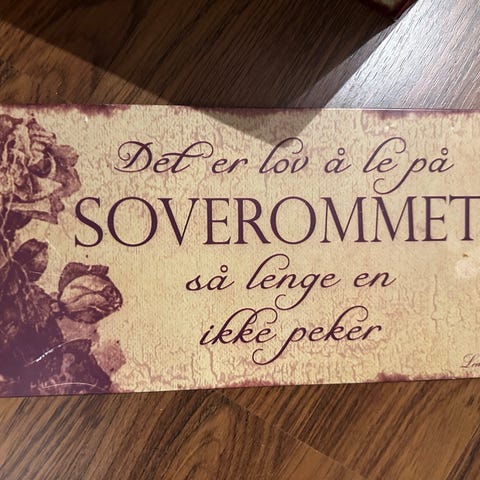 Det er lov å le på
SOVEROMMET
så lenge en
ikke peker